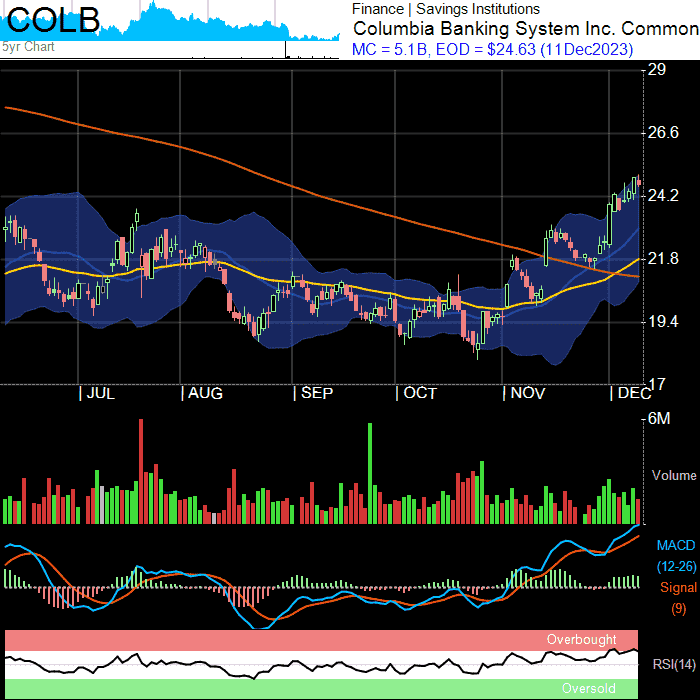 COLB
5yr Chart
Finance | Savings Institutions
Columbia Banking System Inc. Common
MC = 5.1B, EOD = $24.63 (11Dec2023)
29
26.6
24.2
21.8
19.4
17
| JUL | AUG | SEP | OCT | NOV | DEC
6M
Volume
MACD
(12-26)
Signal
(9)
Overbought
RSI(14)
Oversold